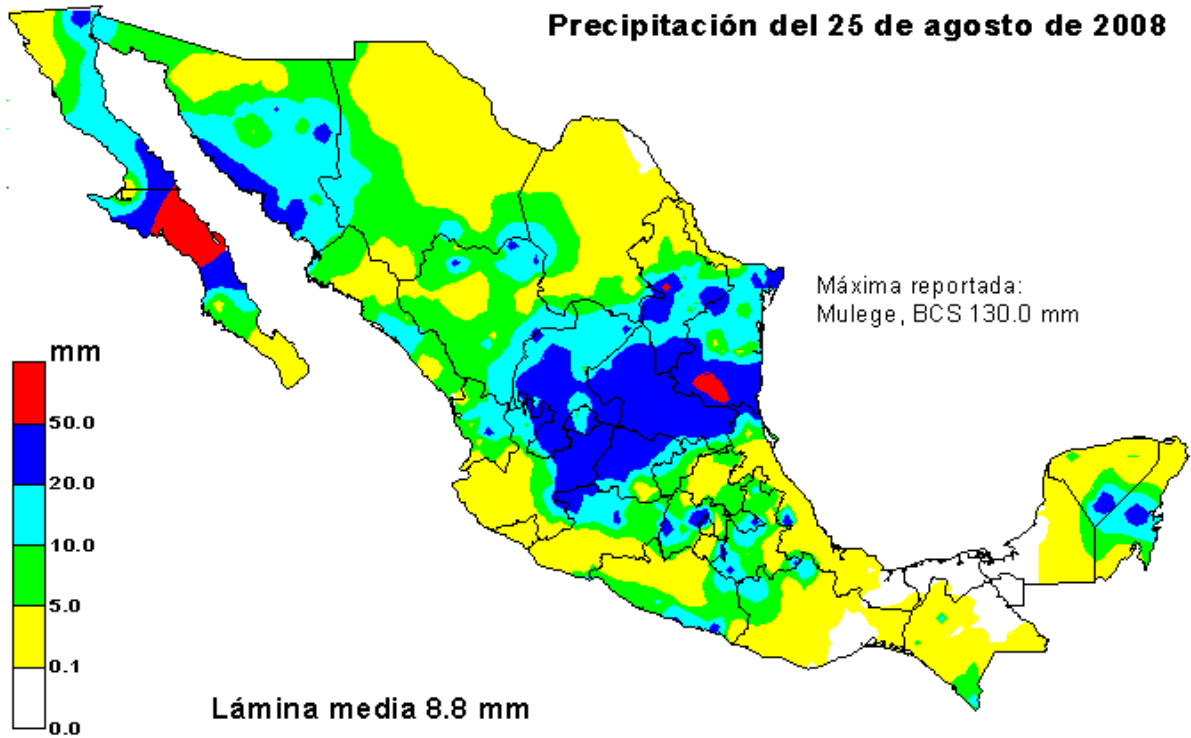 Precipitación del 25 de agosto de 2008
Máxima reportada:
Mulege, BCS 130.0 mm
mm
50.0
20.0
10.0
5.0
0.1
0.0
Lámina media 8.8 mm